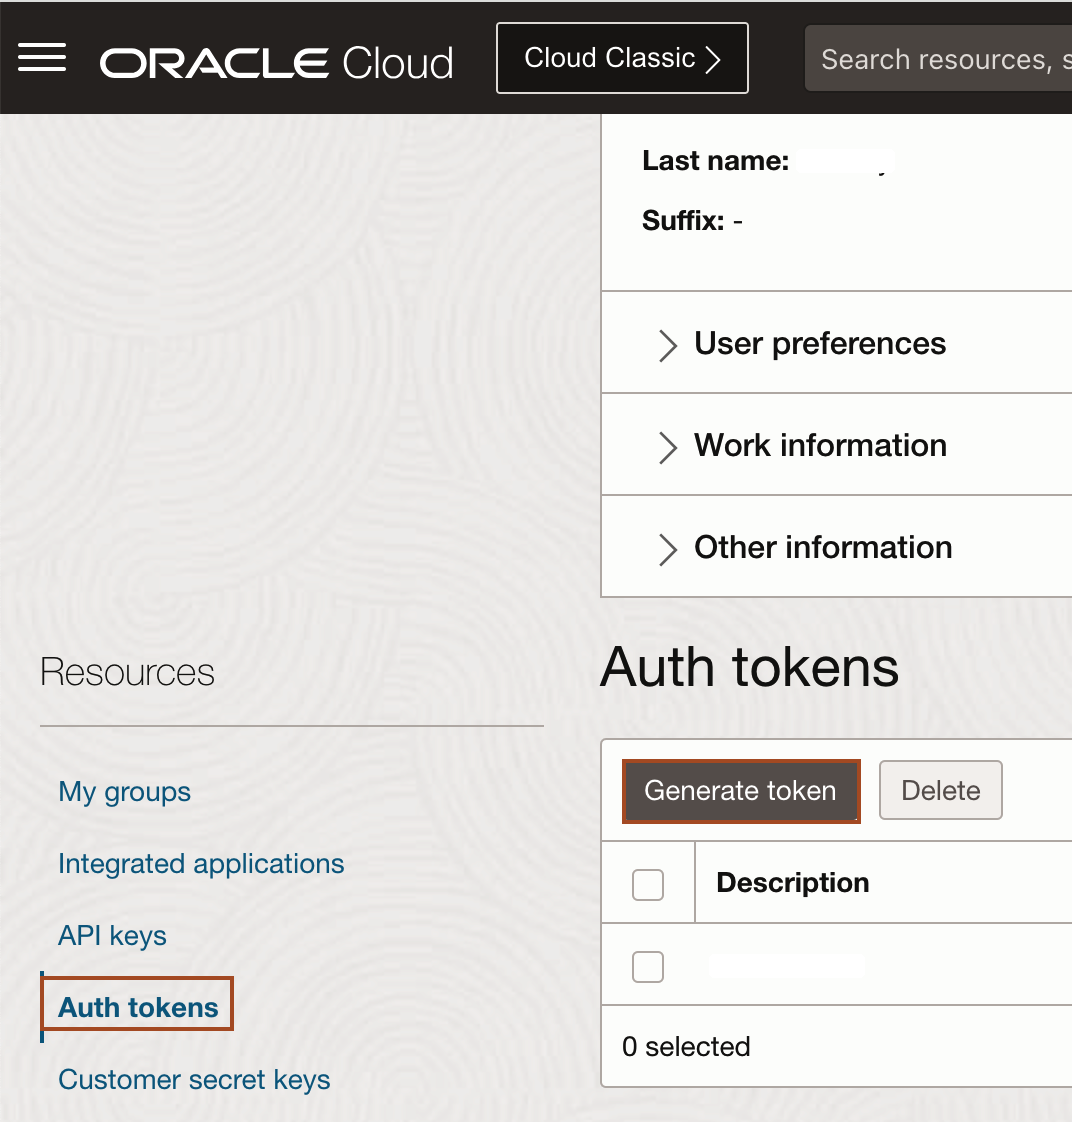 ORACLE Cloud
Cloud Classic
Search resources, s
Last name:
Suffix: -
User preferences
Work information
Other information
Resources
My groups
Integrated applications
API keys
Auth tokens
Customer secret keys
Auth tokens
Generate token
Delete
Description
0 selected